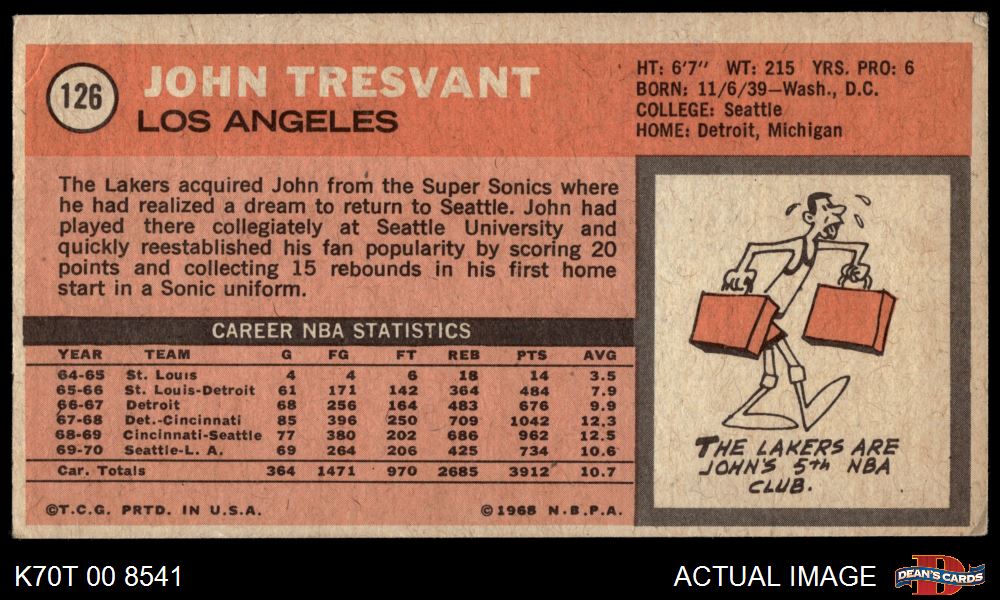 126
JOHN TRESVANT
LOS ANGELES
HT: 6'7" WT: 215 YRS. PRO: 6
BORN: 11/6/39—Wash., D.C.
COLLEGE: Seattle
HOME: Detroit, Michigan
The Lakers acquired John from the Super Sonics where
he had realized a dream to return to Seattle. John had
played there collegiately at Seattle University and
quickly reestablished his fan popularity by scoring 20
points and collecting 15 rebounds in his first home
start in a Sonic uniform.
CAREER NBA STATISTICS
YEAR TEAM G FG FT REB PTS AVG
64-65 St. Louis 4 4 6 18 14 3.5
65-66 St. Louis-Detroit 61 171 142 364 484 7.9
66-67 Detroit 68 256 164 483 676 9.9
67-68 Det.-Cincinnati 85 396 250 709 1042 12.3
68-69 Cincinnati-Seattle 77 380 202 686 962 12.5
69-70 Seattle-L. A. 69 264 206 425 734 10.6
Car. Totals 364 1471 970 2685 3912 10.7
©T.C.G. PRTD. IN U.S.A. ©1968 N.B.P.A.
THE LAKERS ARE
JOHN'S 5th NBA
CLUB.
K70T 00 8541
ACTUAL IMAGE
D
DEAN'S CARDS